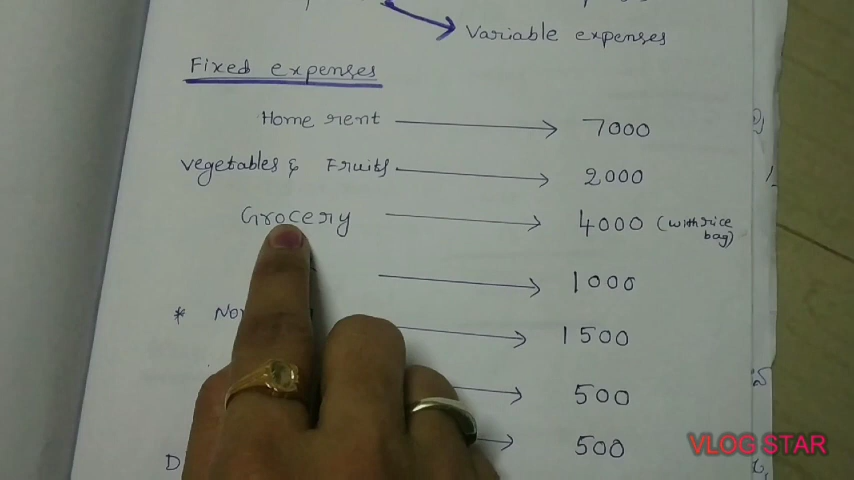 Variable expenses
Fixed expenses
Home rent → 7000
Vegetables & Fruits → 2000
Grocery → 4000 (with rice bag)
→ 1000
* No → 1500
→ 500
D → 500
VLOG STAR